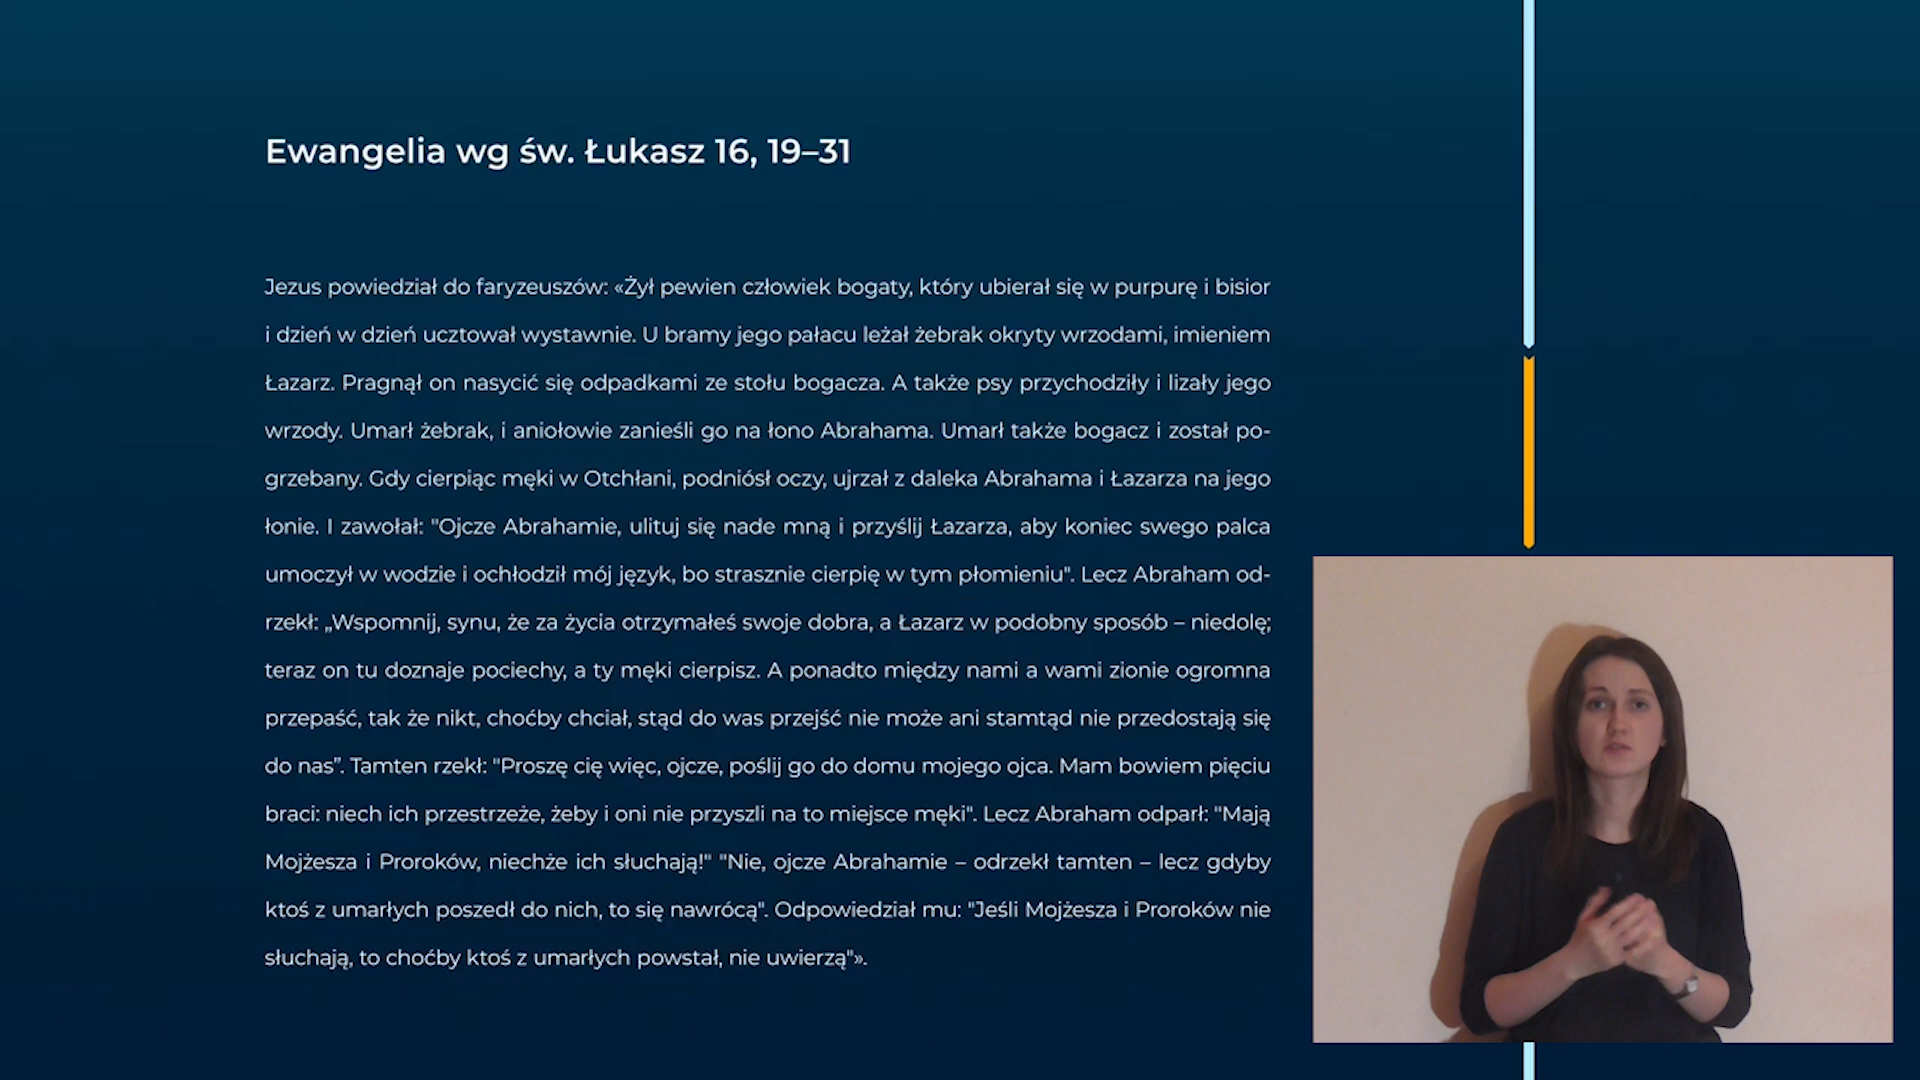 Ewangelia wg św. Łukasz 16, 19–31
Jezus powiedział do faryzeuszów: «Żył pewien człowiek bogaty, który ubierał się w purpurę i bisior
i dzień w dzień ucztował wystawnie. U bramy jego pałacu leżał żebrak okryty wrzodami, imieniem
Łazarz. Pragnął on nasycić się odpadkami ze stołu bogacza. A także psy przychodziły i lizały jego
wrzody. Umarł żebrak, i aniołowie zanieśli go na łono Abrahama. Umarł także bogacz i został po-
grzebany. Gdy cierpiąc męki w Otchłani, podniósł oczy, ujrzał z daleka Abrahama i Łazarza na jego
łonie. I zawołał: "Ojcze Abrahamie, ulituj się nade mną i przyślij Łazarza, aby koniec swego palca
umoczył w wodzie i ochłodził mój język, bo strasznie cierpię w tym płomieniu". Lecz Abraham od-
rzekł: „Wspomnij, synu, że za życia otrzymałeś swoje dobra, a Łazarz w podobny sposób – niedolę;
teraz on tu doznaje pociechy, a ty męki cierpisz. A ponadto między nami a wami zionie ogromna
przepaść, tak że nikt, choćby chciał, stąd do was przejść nie może ani stamtąd nie przedostają się
do nas”. Tamten rzekł: "Proszę cię więc, ojcze, poślij go do domu mojego ojca. Mam bowiem pięciu
braci: niech ich przestrzeże, żeby i oni nie przyszli na to miejsce męki". Lecz Abraham odparł: "Mają
Mojżesza i Proroków, niechże ich słuchają!" "Nie, ojcze Abrahamie – odrzekł tamten – lecz gdyby
ktoś z umarłych poszedł do nich, to się nawrócą". Odpowiedział mu: "Jeśli Mojżesza i Proroków nie
słuchają, to choćby ktoś z umarłych powstał, nie uwierzą"».